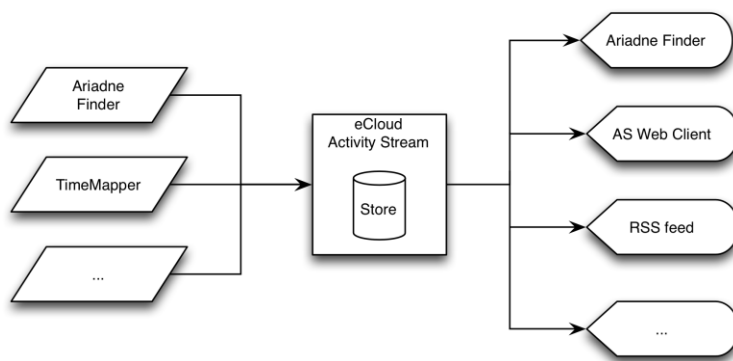 Ariadne
Finder
TimeMapper
...
eCloud
Activity Stream
Store
Ariadne Finder
AS Web Client
RSS feed
...